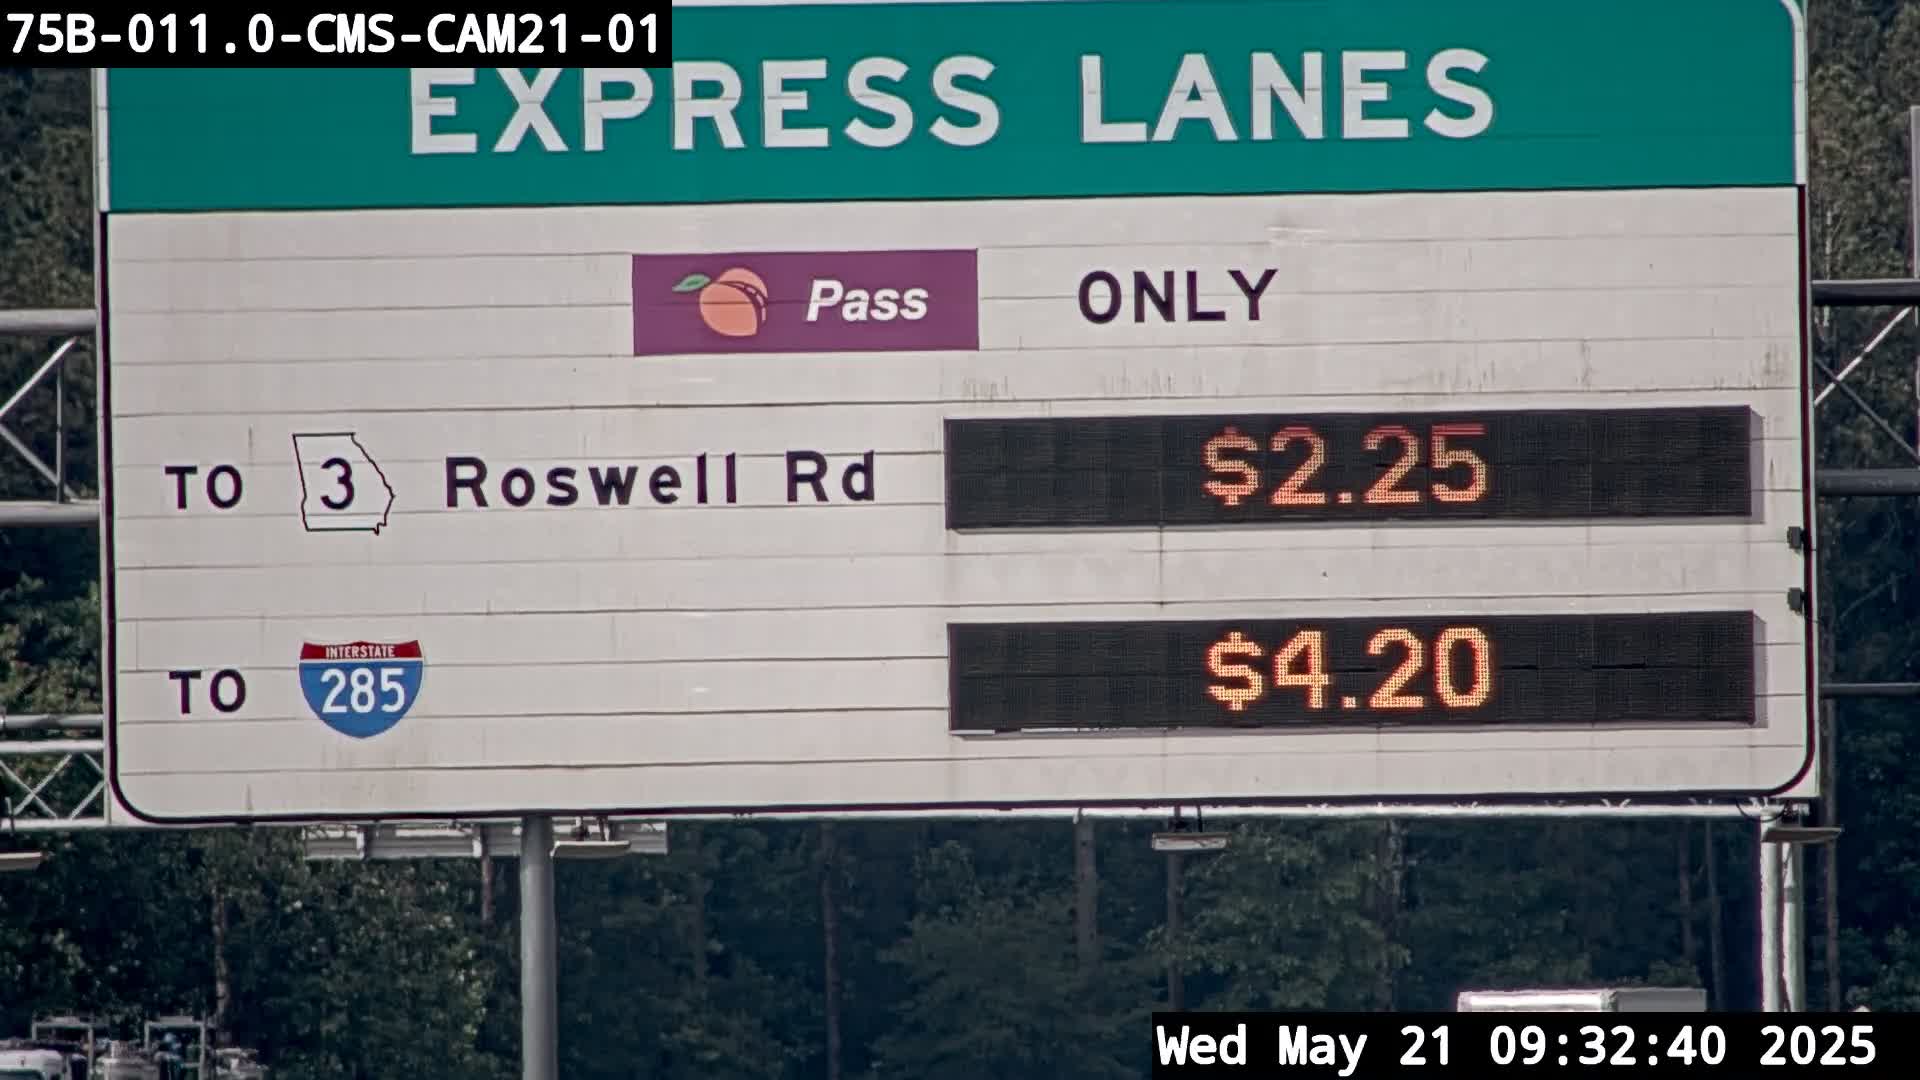 75B-011.0-CMS-CAM21-01
EXPRESS LANES
Pass ONLY
TO 3 Roswell Rd $2.25
INTERSTATE
TO 285 $4.20
Wed May 21 09:32:40 2025